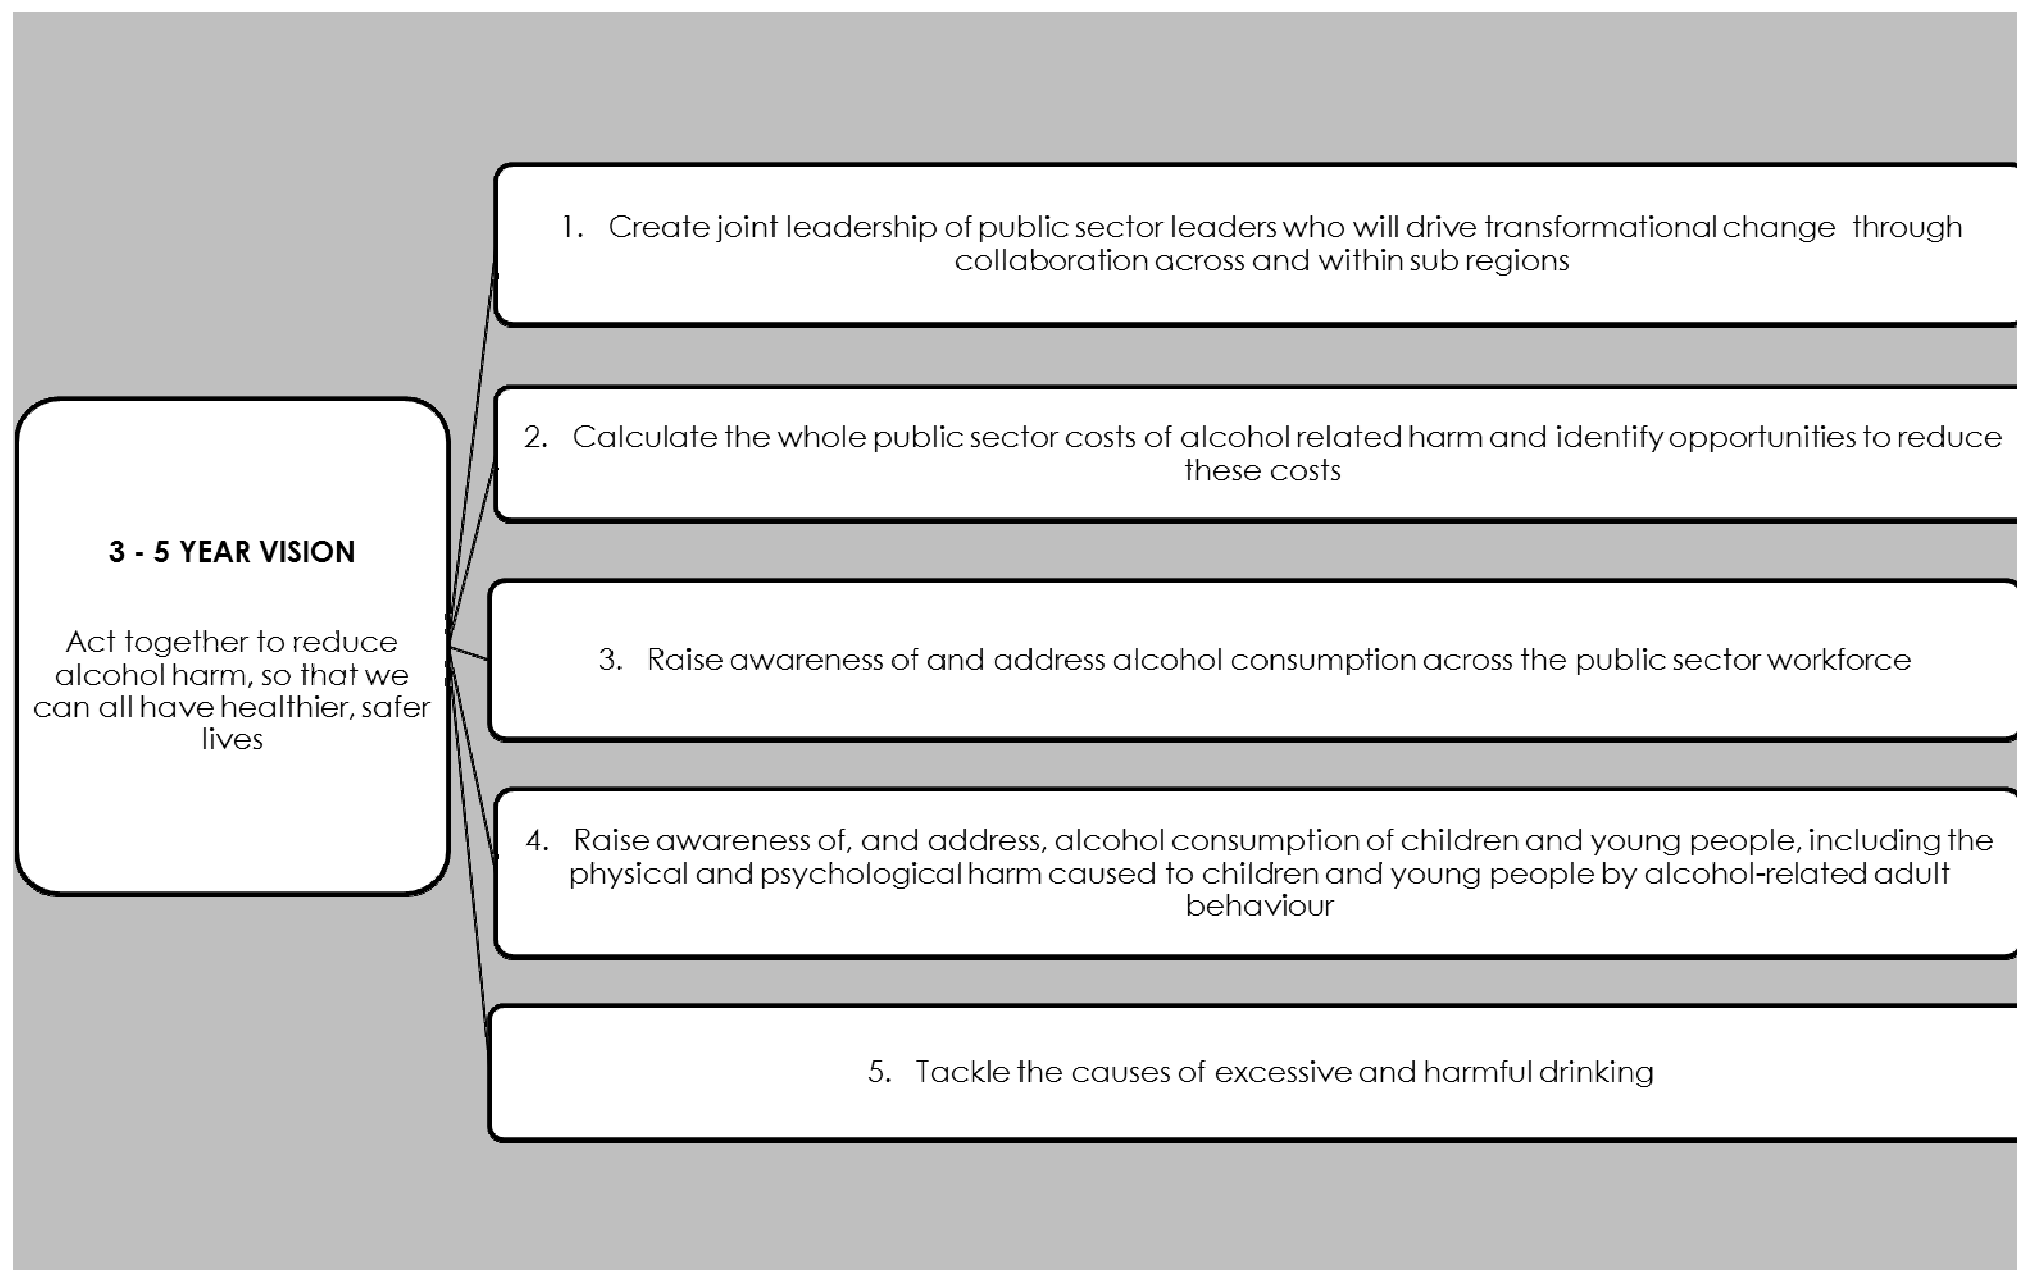 3 - 5 YEAR VISION
Act together to reduce
alcohol harm, so that we
can all have healthier, safer
lives
1. Create joint leadership of public sector leaders who will drive transformational change through
collaboration across and within sub regions
2. Calculate the whole public sector costs of alcohol related harm and identify opportunities to reduce
these costs
3. Raise awareness of and address alcohol consumption across the public sector workforce
4. Raise awareness of, and address, alcohol consumption of children and young people, including the
physical and psychological harm caused to children and young people by alcohol-related adult
behaviour
5. Tackle the causes of excessive and harmful drinking